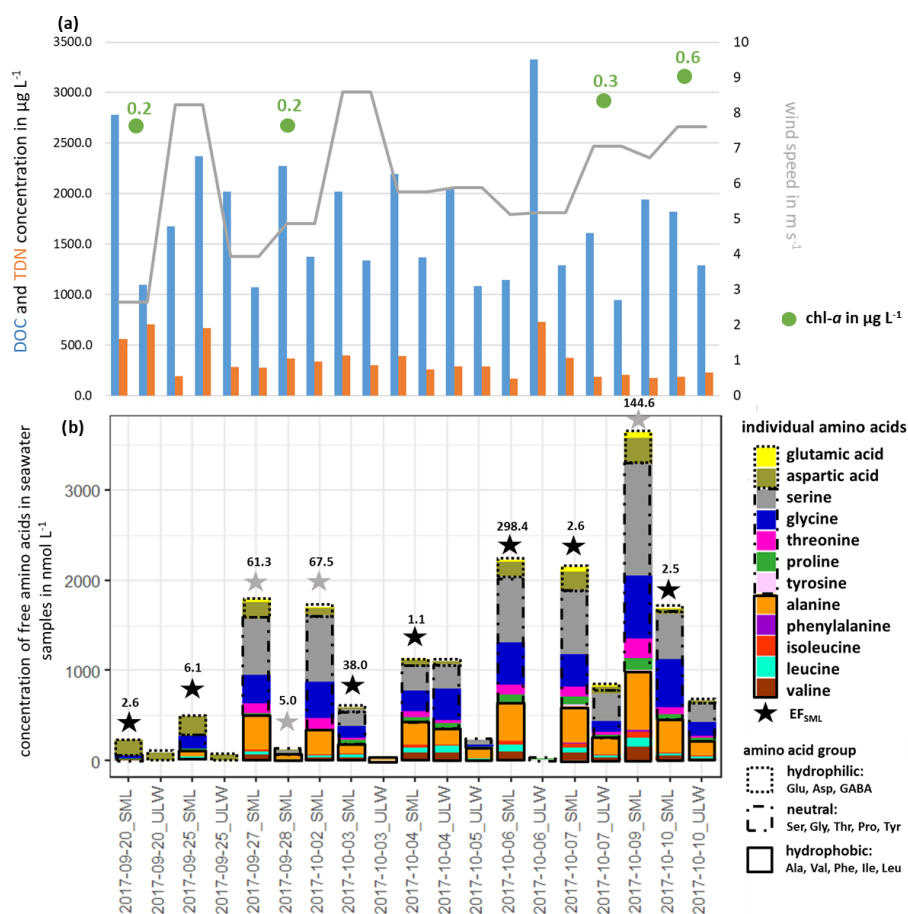 (a)
DOC and TDN concentration in µg L⁻¹
3500.0
3000.0
2500.0
2000.0
1500.0
1000.0
500.0
0.0
0.2
0.2
0.3
0.6
10
9
8
7
6
5
4
3
2
1
0
wind speed in m s⁻¹
chl-a in µg L⁻¹
(b)
concentration of free amino acids in seawater
samples in nmol L⁻¹
3000
2000
1000
0
2.6
6.1
61.3
5.0
67.5
38.0
1.1
298.4
2.6
144.6
2.5
2017-09-20_SML
2017-09-20_ULW
2017-09-25_SML
2017-09-25_ULW
2017-09-27_SML
2017-09-28_SML
2017-10-02_SML
2017-10-03_SML
2017-10-03_ULW
2017-10-04_SML
2017-10-04_ULW
2017-10-05_ULW
2017-10-06_SML
2017-10-06_ULW
2017-10-07_SML
2017-10-07_ULW
2017-10-09_SML
2017-10-10_SML
2017-10-10_ULW
individual amino acids
glutamic acid
aspartic acid
serine
glycine
threonine
proline
tyrosine
alanine
phenylalanine
isoleucine
leucine
valine
EF_SML
amino acid group
hydrophilic:
Glu, Asp, GABA
neutral:
Ser, Gly, Thr, Pro, Tyr
hydrophobic:
Ala, Val, Phe, Ile, Leu